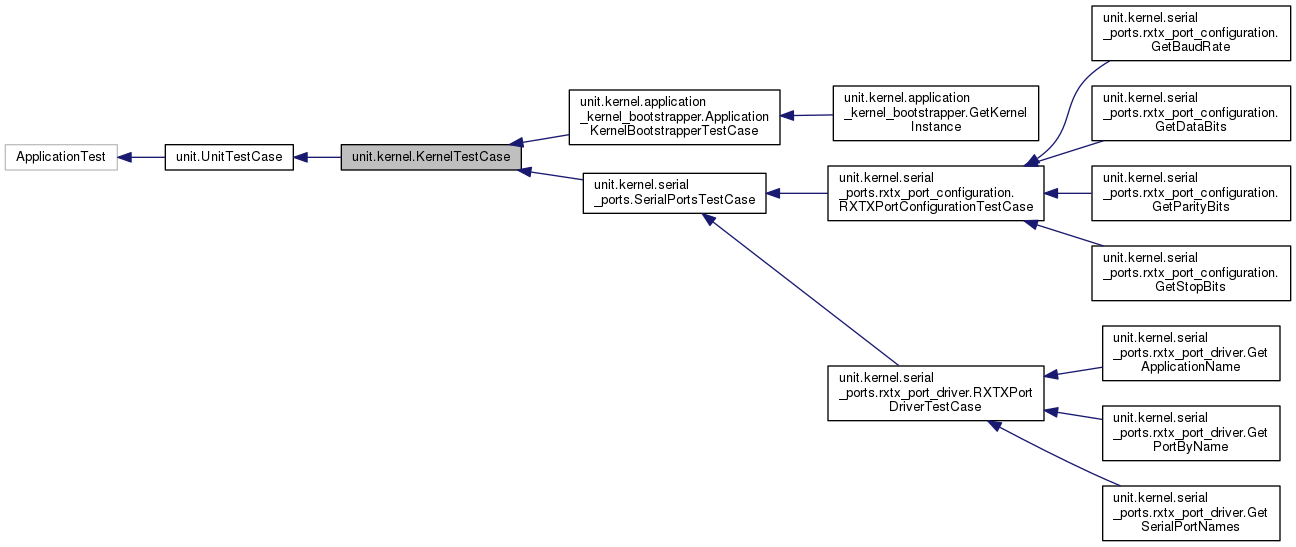 ApplicationTest
unit.UnitTestCase
unit.kernel.KernelTestCase
unit.kernel.application
_kernel_bootstrapper.Application
KernelBootstrapperTestCase
unit.kernel.serial
_ports.SerialPortsTestCase
unit.kernel.application
_kernel_bootstrapper.GetKernel
Instance
unit.kernel.serial
_ports.rxtx_port_configuration.
RXTXPortConfigurationTestCase
unit.kernel.serial
_ports.rxtx_port_driver.RXTXPort
DriverTestCase
unit.kernel.serial
_ports.rxtx_port_configuration.
GetBaudRate
unit.kernel.serial
_ports.rxtx_port_configuration.
GetDataBits
unit.kernel.serial
_ports.rxtx_port_configuration.
GetParityBits
unit.kernel.serial
_ports.rxtx_port_configuration.
GetStopBits
unit.kernel.serial
_ports.rxtx_port_driver.Get
ApplicationName
unit.kernel.serial
_ports.rxtx_port_driver.Get
PortByName
unit.kernel.serial
_ports.rxtx_port_driver.Get
SerialPortNames